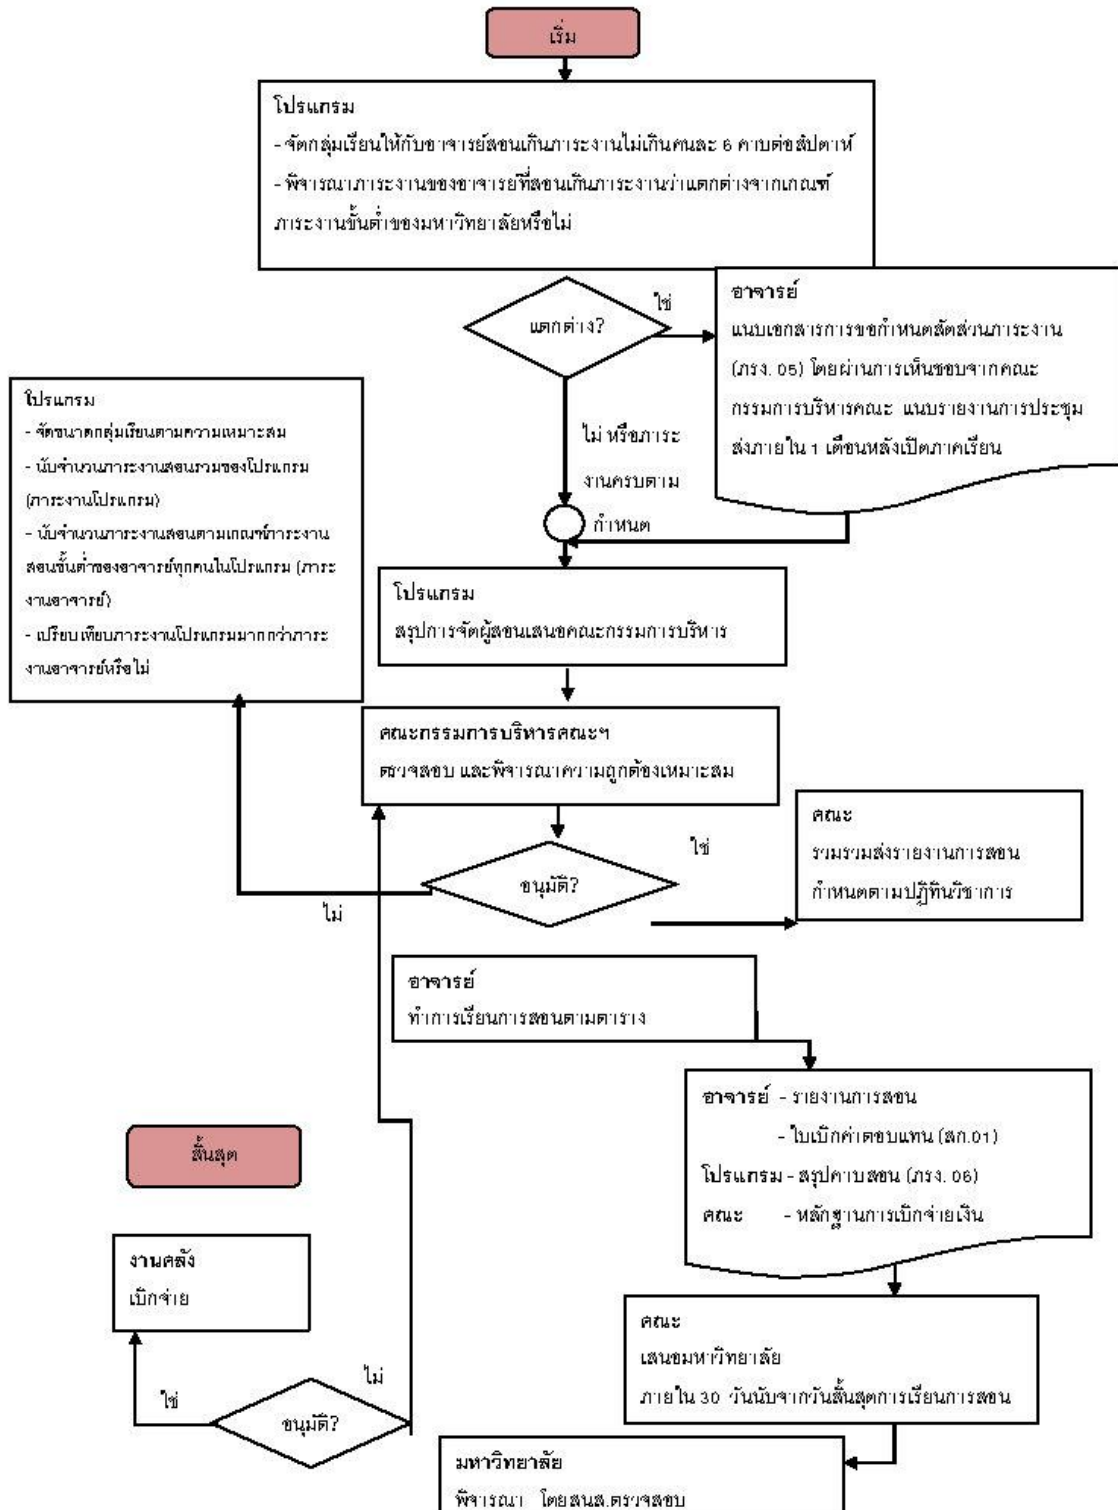 เริ่ม
โปรแกรม
- จัดกลุ่มเรียนให้กับอาจารย์สอนเกินภาระงานไม่เกินคนละ 6 คาบต่อสัปดาห์
- พิจารณาภาระงานของอาจารย์ที่สอนเกินภาระงานว่าแตกต่างจากเกณฑ์
ภาระงานขั้นต่ำของมหาวิทยาลัยหรือไม่
แตกต่าง?
ใช่
อาจารย์
แนบเอกสารการขอกำหนดสัดส่วนภาระงาน
(ภรง. 05) โดยผ่านการเห็นชอบจากคณะ
กรรมการบริหารคณะ แนบรายงานการประชุม
ส่งภายใน 1 เดือนหลังเปิดภาคเรียน
ไม่ หรือภาระ
งานครบตาม
กำหนด
โปรแกรม
- จัดขนาดกลุ่มเรียนตามความเหมาะสม
- นับจำนวนภาระงานสอนรวมของโปรแกรม
(ภาระงานโปรแกรม)
- นับจำนวนภาระงานสอนตามเกณฑ์ภาระงาน
สอนขั้นต่ำของอาจารย์ทุกคนในโปรแกรม (ภาระ
งานอาจารย์)
- เปรียบเทียบภาระงานโปรแกรมมากกว่าภาระ
งานอาจารย์หรือไม่
โปรแกรม
สรุปการจัดผู้สอนเสนอคณะกรรมการบริหาร
คณะกรรมการบริหารคณะฯ
ตรวจสอบ และพิจารณาความถูกต้องเหมาะสม
อนุมัติ?
ใช่
ไม่
คณะ
รวมรวมส่งรายงานการสอน
กำหนดตามปฏิทินวิชาการ
อาจารย์
ทำการเรียนการสอนตามตาราง
อาจารย์ - รายงานการสอน
- ใบเบิกค่าตอบแทน (สก.01)
โปรแกรม - สรุปคาบสอน (ภรง. 06)
คณะ - หลักฐานการเบิกจ่ายเงิน
คณะ
เสนอมหาวิทยาลัย
ภายใน 30 วันนับจากวันสิ้นสุดการเรียนการสอน
มหาวิทยาลัย
พิจารณา โดยสนส.ตรวจสอบ
อนุมัติ?
ไม่
ใช่
งานคลัง
เบิกจ่าย
สิ้นสุด